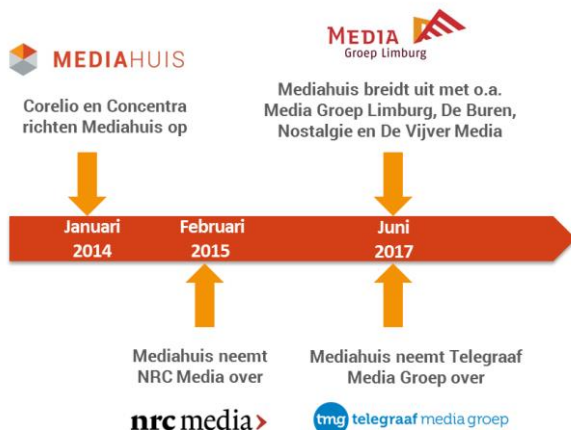 MEDIAHUIS
Corelio en Concentra
richten Mediahuis op
MEDIA
Groep Limburg
Mediahuis breidt uit met o.a.
Media Groep Limburg, De Buren,
Nostalgie en De Vijver Media
Januari
2014
Februari
2015
Juni
2017
Mediahuis neemt
NRC Media over
nrc media>
Mediahuis neemt Telegraaf
Media Groep over
tmg telegraaf media groep